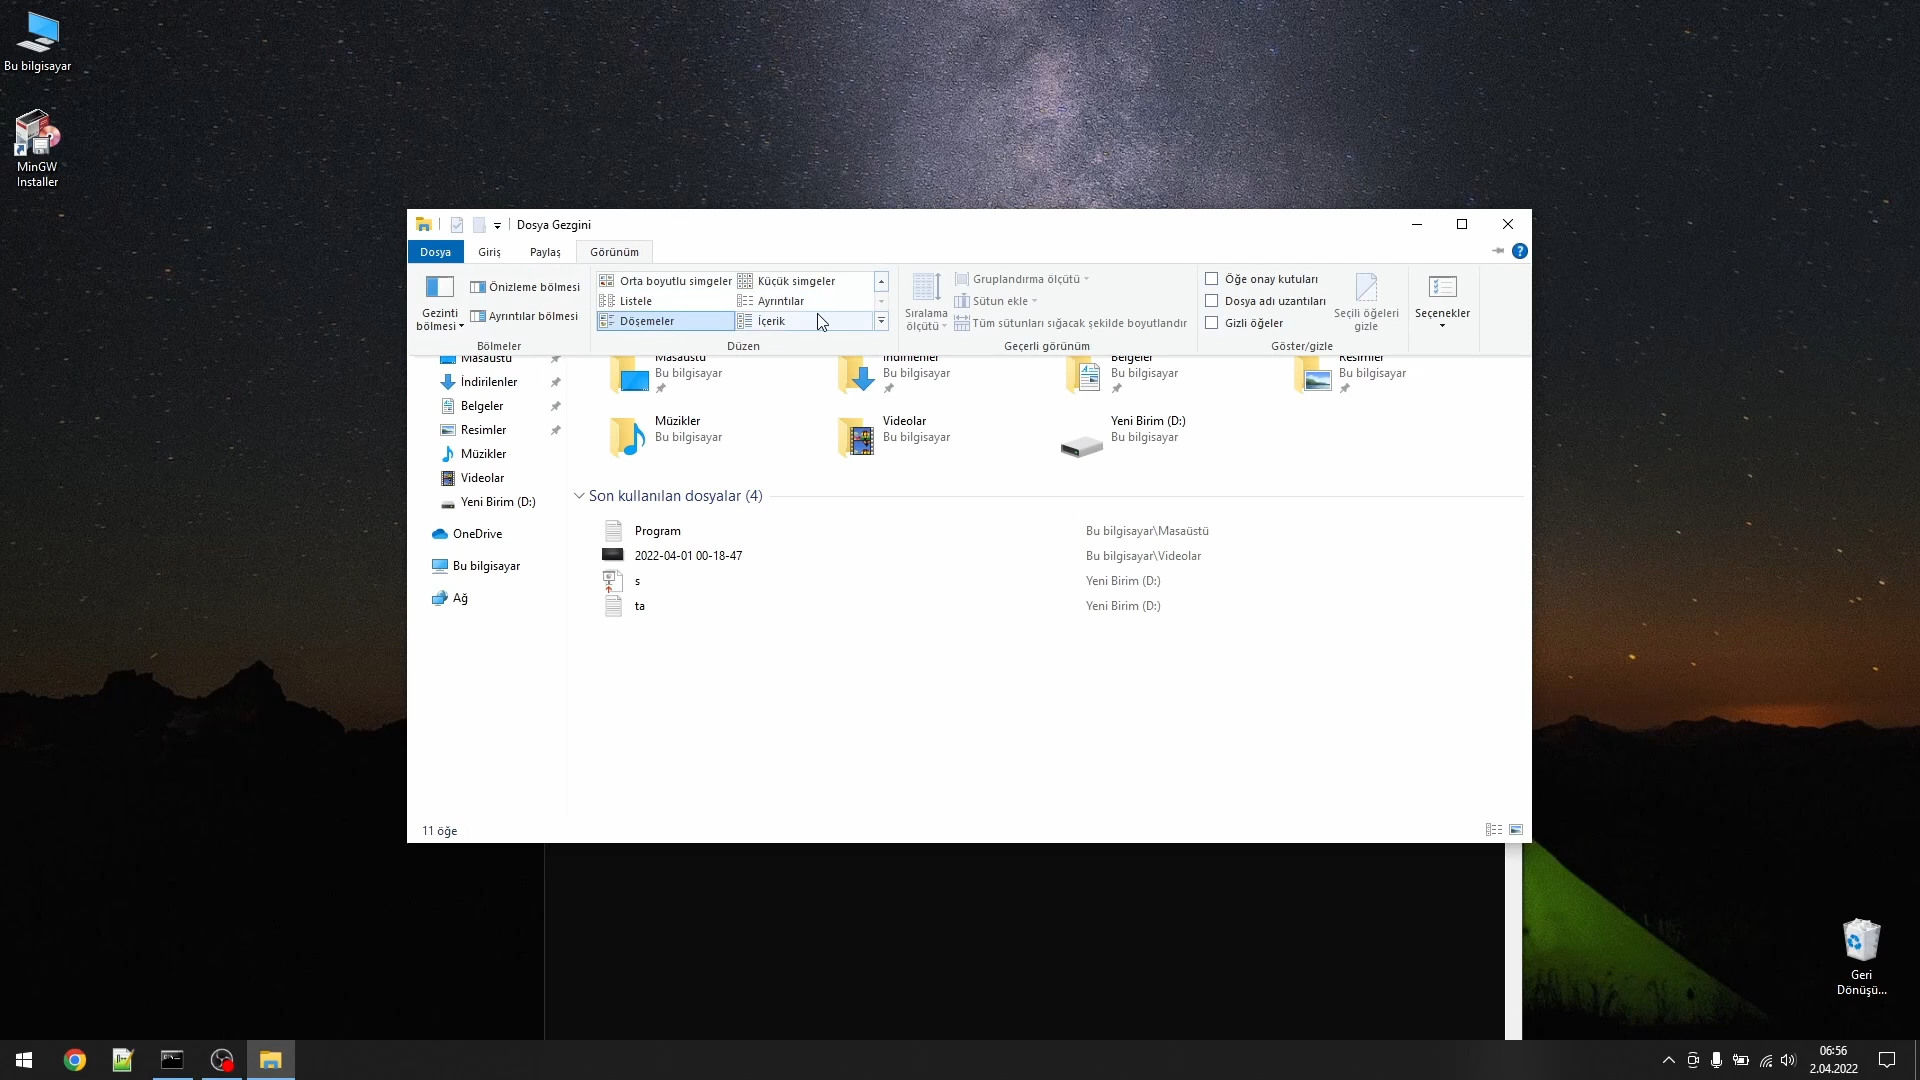 Bu bilgisayar
MinGW
Installer
Dosya Gezgini
Dosya
Giriş
Paylaş
Görünüm
Gezinti
bölmesi
Önizleme bölmesi
Ayrıntılar bölmesi
Bölmeler
Orta boyutlu simgeler
Küçük simgeler
Listele
Ayrıntılar
Döşemeler
İçerik
Düzen
Sıralama
ölçütü
Gruplandırma ölçütü
Sütun ekle
Tüm sütunları sığacak şekilde boyutlandır
Geçerli görünüm
Öğe onay kutuları
Dosya adı uzantıları
Gizli öğeler
Seçili öğeleri
gizle
Göster/gizle
Seçenekler
Masaüstü
İndirilenler
Belgeler
Resimler
Müzikler
Videolar
Yeni Birim (D:)
OneDrive
Bu bilgisayar
Ağ
Masaüstü
Bu bilgisayar
İndirilenler
Bu bilgisayar
Belgeler
Bu bilgisayar
Resimler
Bu bilgisayar
Müzikler
Bu bilgisayar
Videolar
Bu bilgisayar
Yeni Birim (D:)
Bu bilgisayar
Son kullanılan dosyalar (4)
Program Bu bilgisayar\Masaüstü
2022-04-01 00-18-47 Bu bilgisayar\Videolar
s Yeni Birim (D:)
ta Yeni Birim (D:)
11 öğe
Geri
Dönüşü...
06:56
2.04.2022